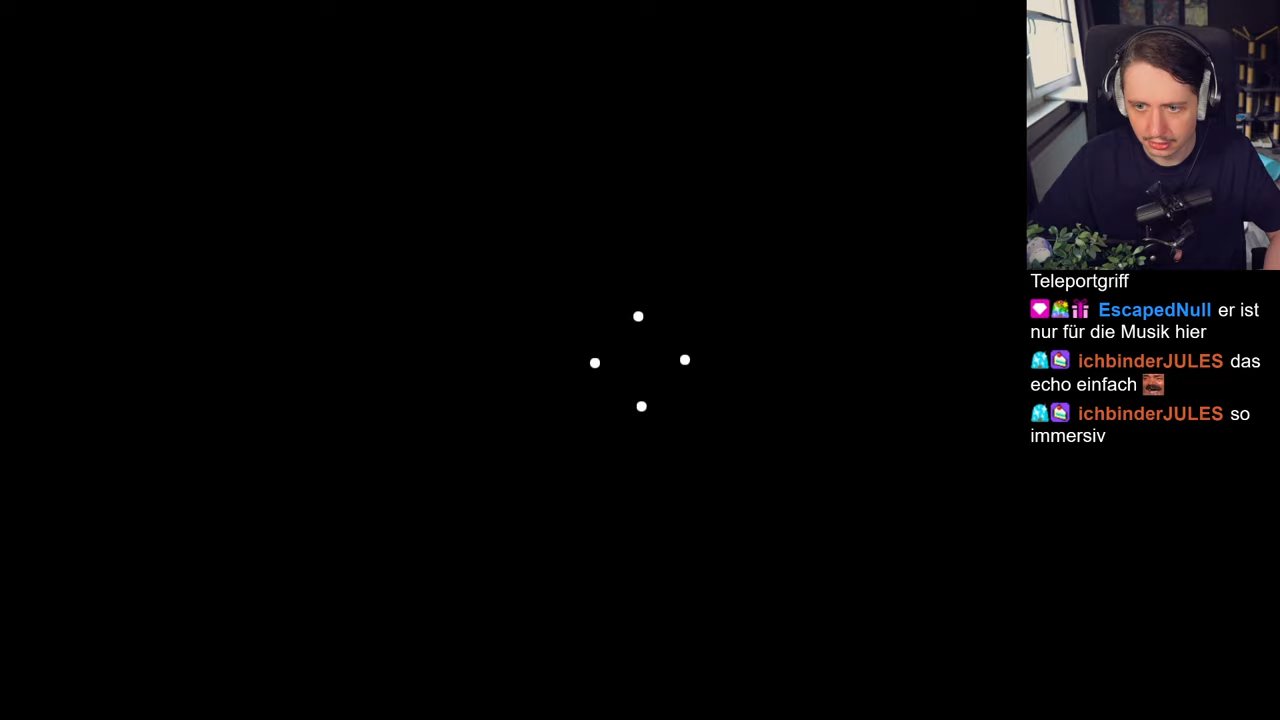 Teleportgriff
EscapedNull er ist
nur für die Musik hier
ichbinderJULES das
echo einfach
ichbinderJULES so
immersiv